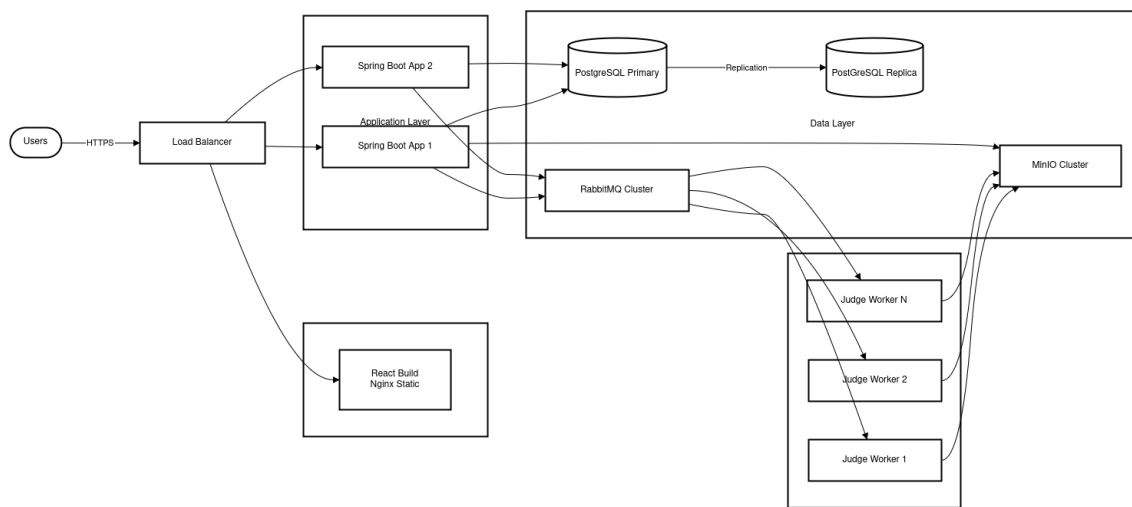 Users
HTTPS
Load Balancer
Spring Boot App 2
Application Layer
Spring Boot App 1
React Build
Nginx Static
PostgreSQL Primary
Replication
PostGreSQL Replica
Data Layer
MinIO Cluster
RabbitMQ Cluster
Judge Worker N
Judge Worker 2
Judge Worker 1